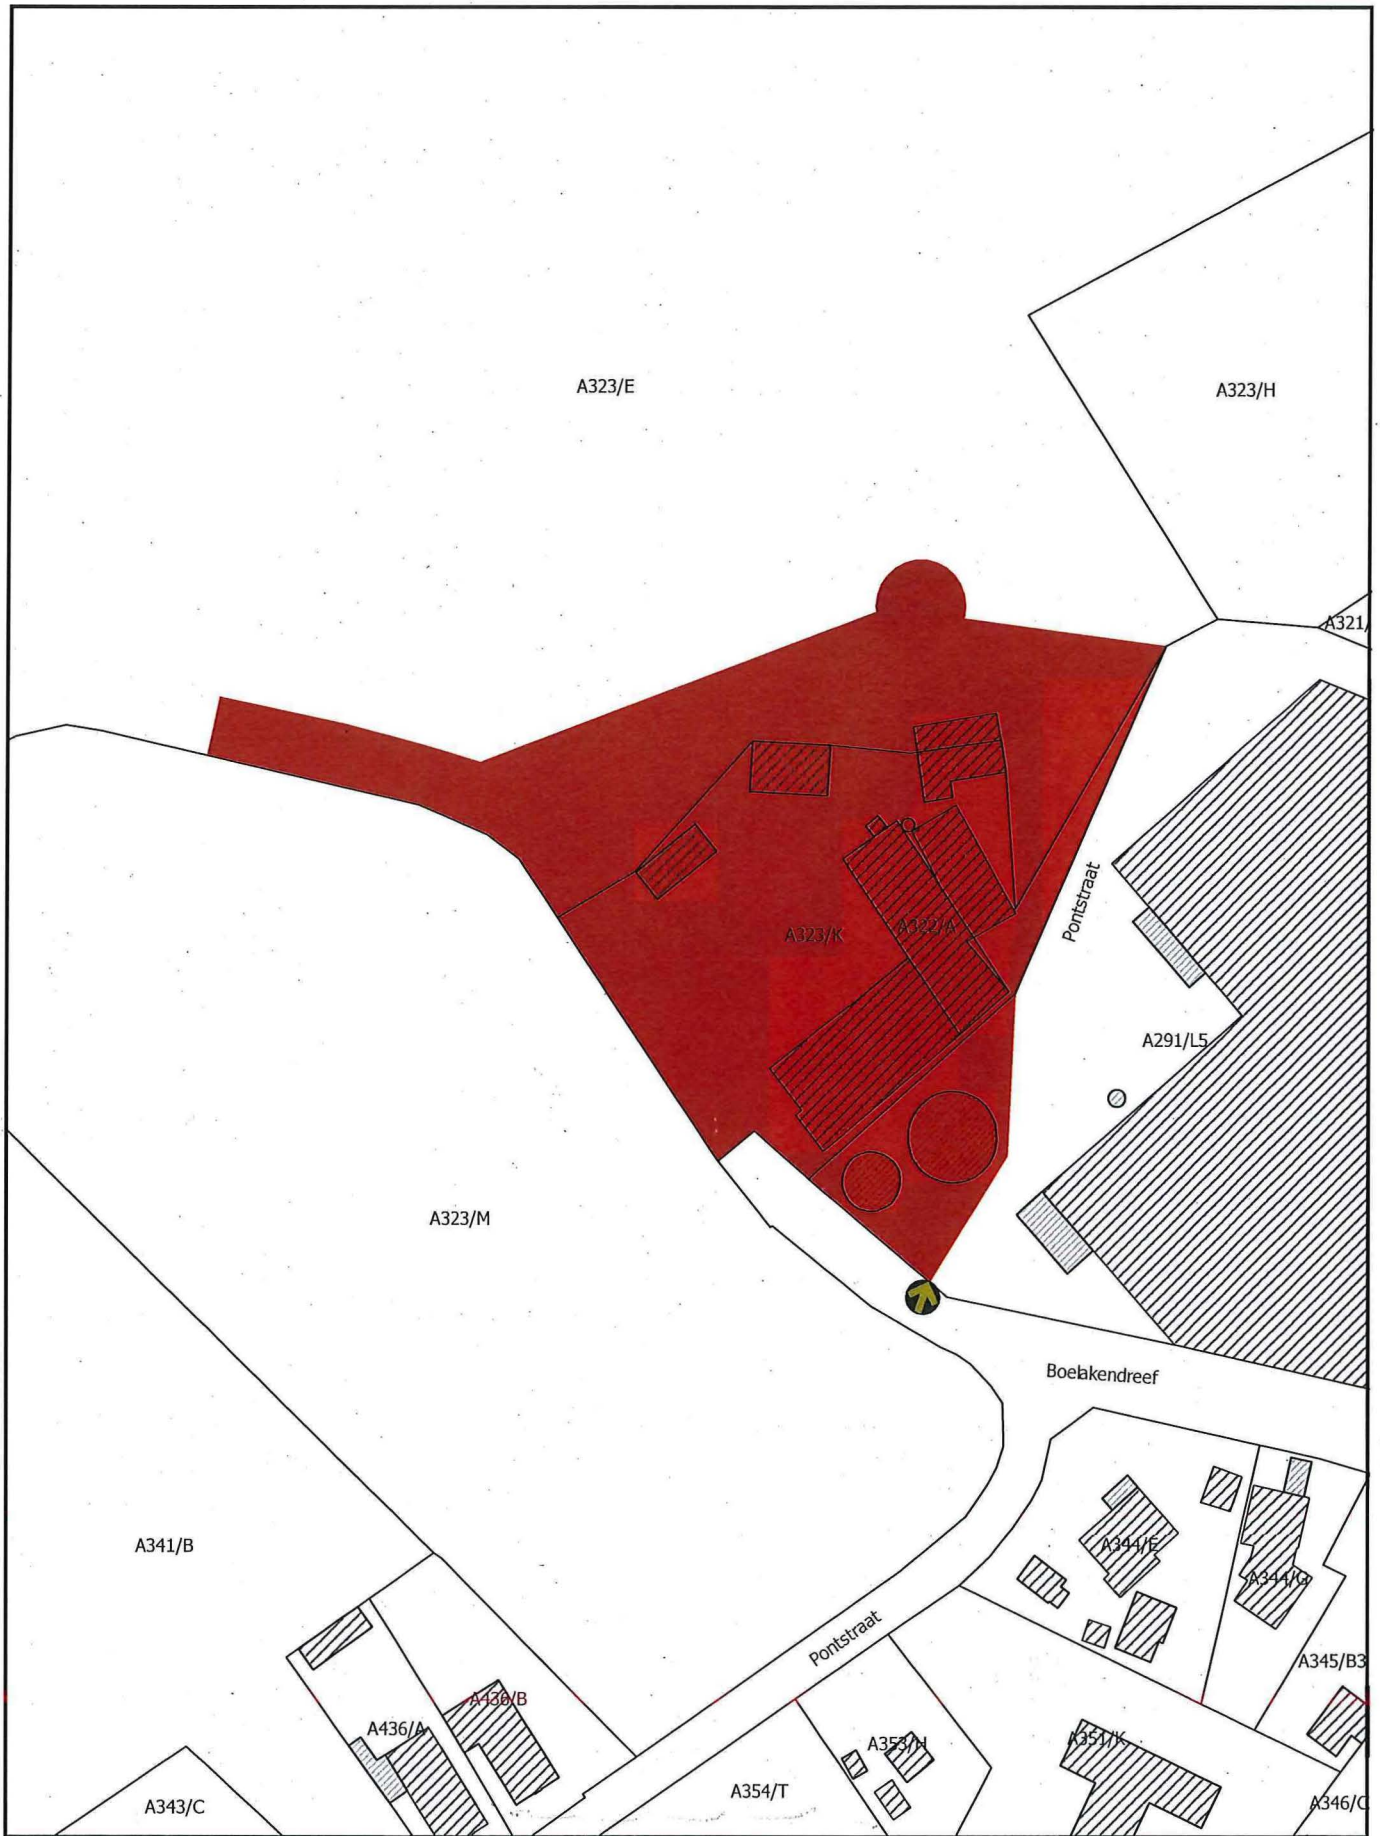 A323/E
A323/H
A321/
A323/K
A322/A
Pontstraat
A291/L5
A323/M
Boelakendreef
A341/B
A344/E
A344/G
Pontstraat
A345/B3
A436/B
A436/A
A353/H
A351/K
A354/T
A343/C
A346/C